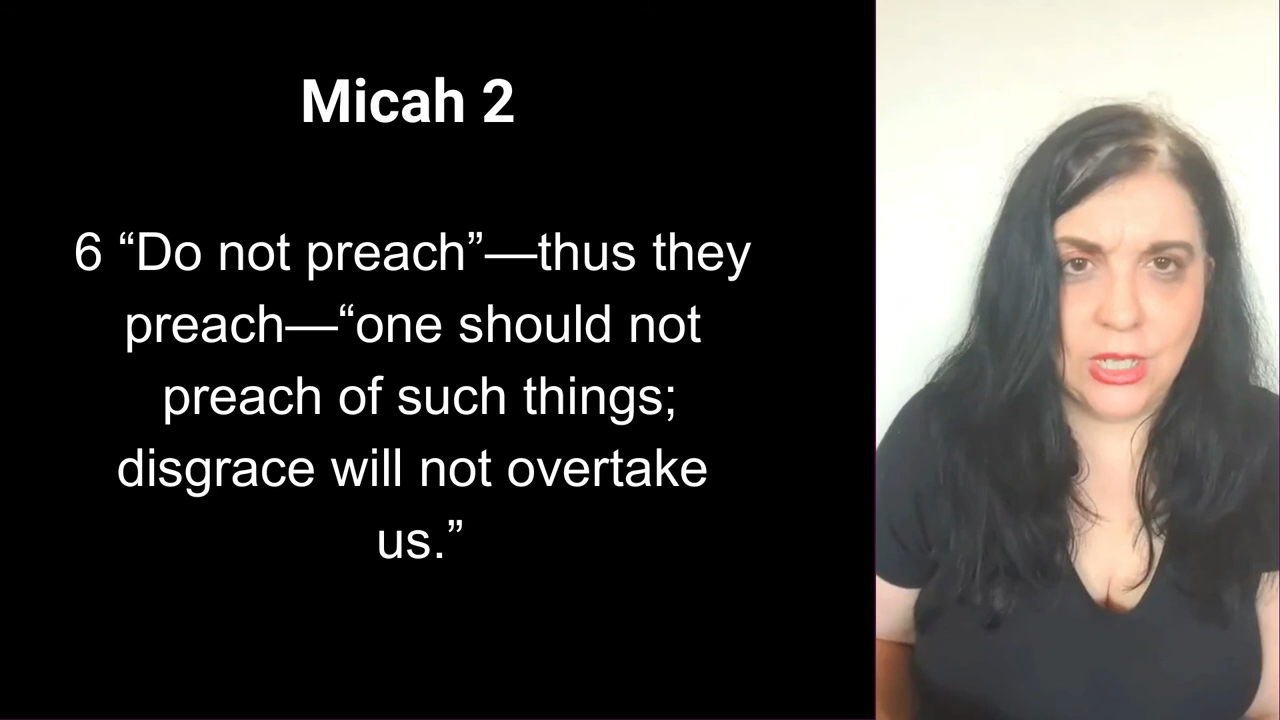 Micah 2
6 “Do not preach”—thus they
preach—“one should not
preach of such things;
disgrace will not overtake
us.”